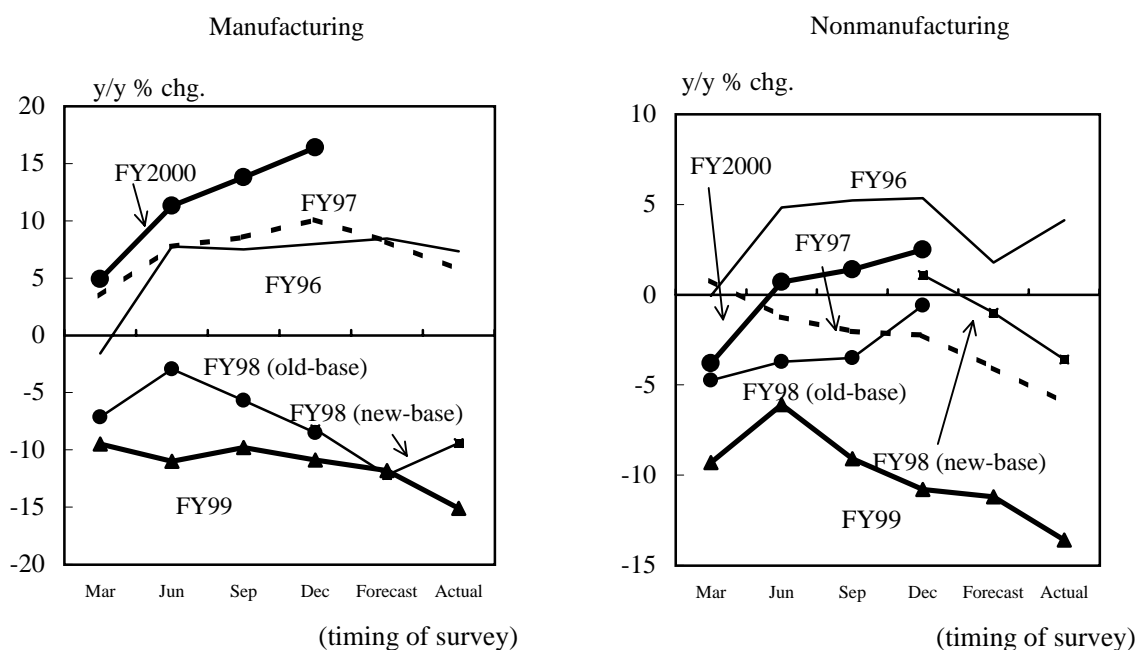 Manufacturing
y/y % chg.
20
15
10
5
0
-5
-10
-15
-20
FY2000
FY97
FY96
FY98 (old-base)
FY98 (new-base)
FY99
Mar Jun Sep Dec Forecast Actual
(timing of survey)
Nonmanufacturing
y/y % chg.
10
5
0
-5
-10
-15
FY2000
FY96
FY97
FY98 (old-base)
FY98 (new-base)
FY99
Mar Jun Sep Dec Forecast Actual
(timing of survey)